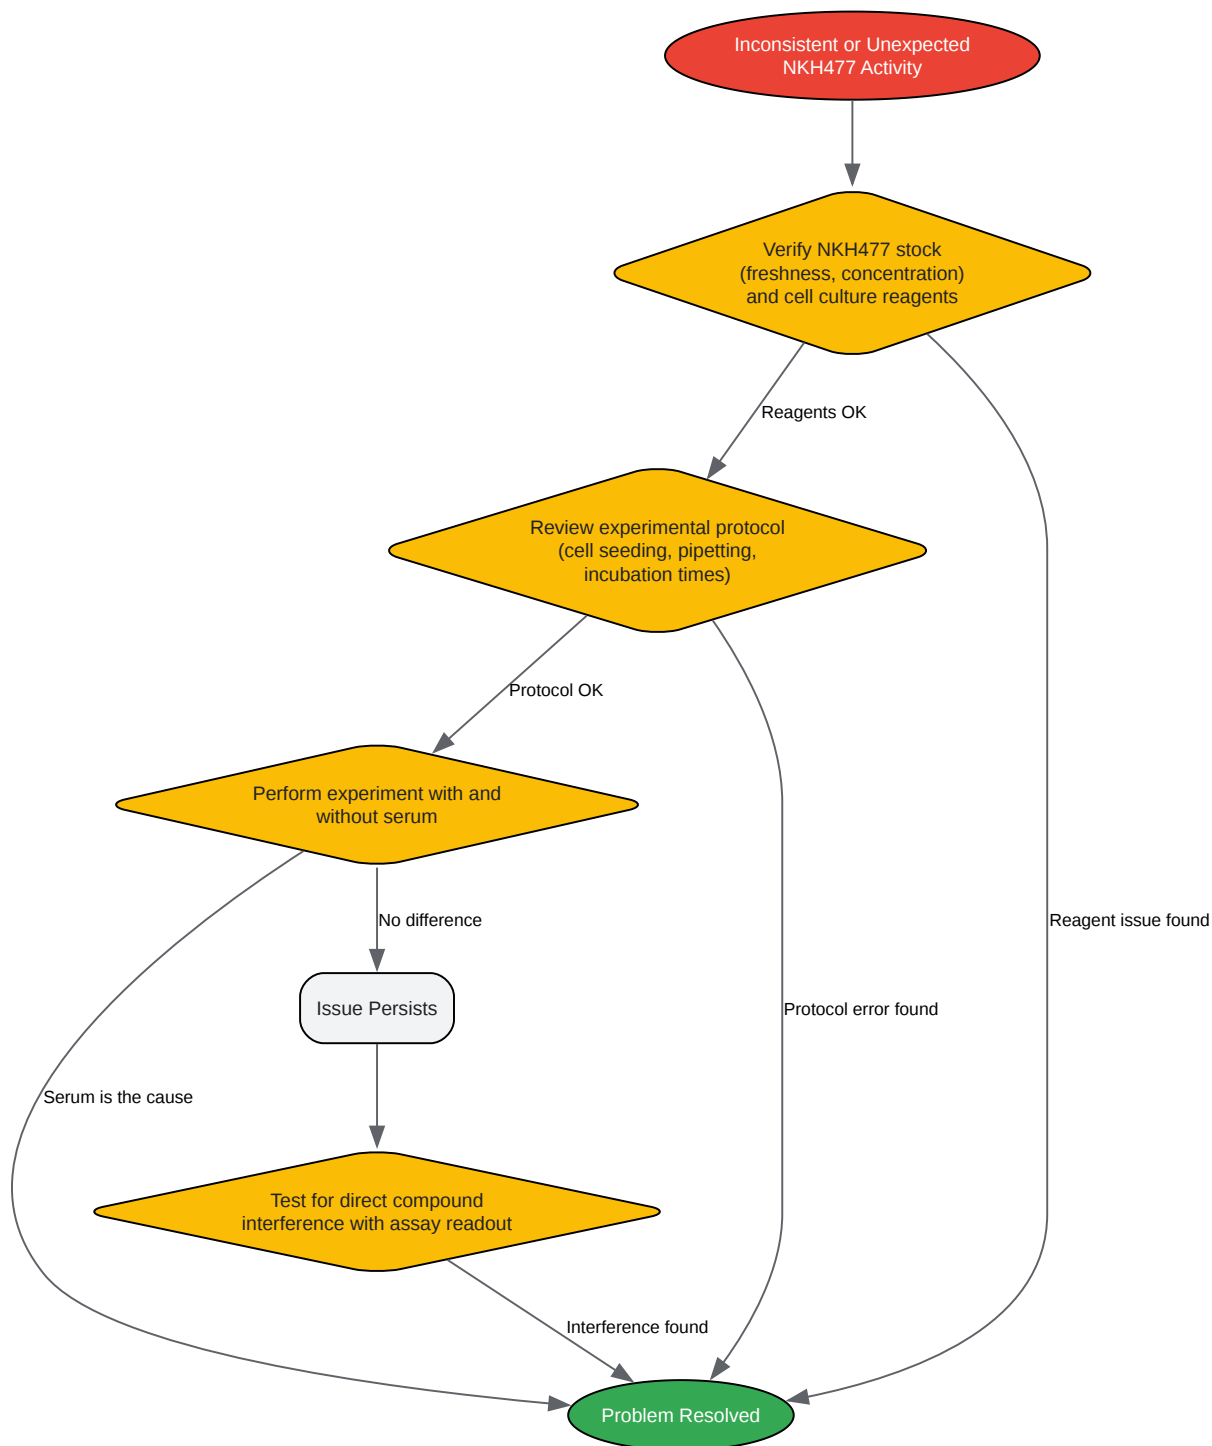 Inconsistent or Unexpected
NKH477 Activity
Verify NKH477 stock
(freshness, concentration)
and cell culture reagents
Reagents OK
Review experimental protocol
(cell seeding, pipetting,
incubation times)
Protocol OK
Perform experiment with and
without serum
No difference
Reagent issue found
Issue Persists
Protocol error found
Serum is the cause
Test for direct compound
interference with assay readout
Interference found
Problem Resolved